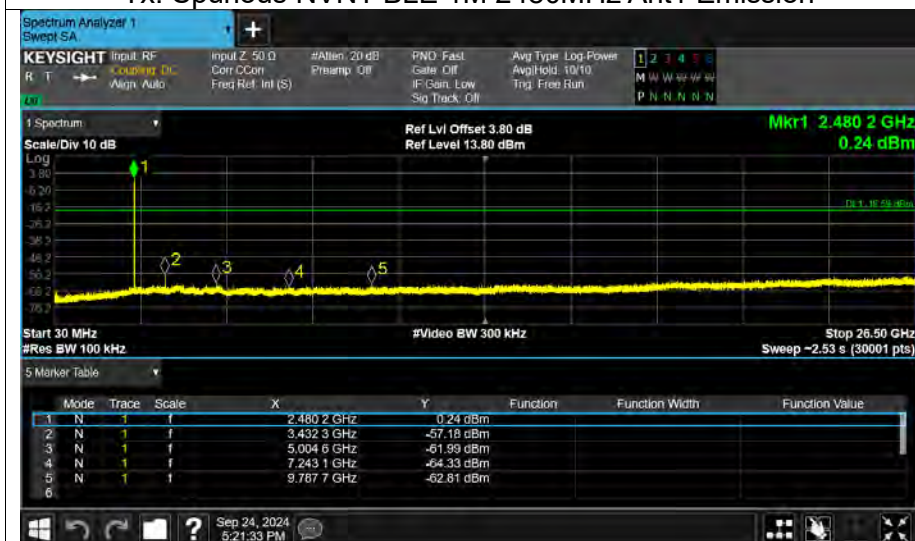 Tx. Spurious NVNT BLE 1M 2480MHz Ant1 Emission
Spectrum Analyzer 1
Swept SA
KEYSIGHT Input: RF Input Z: 50 Ω #Atten: 20 dB PNO: Fast Avg Type: Log-Power 1 2 3 4 5 6
R T Coupling: DC Corr CCorr Preamp: Off Gate: Off Avg|Hold: 10/10 M W W W W W
Align: Auto Freq Ref: Int (S) IF Gain: Low Trig: Free Run
Sig Track: Off P N N N N N
1 Spectrum Ref Lvl Offset 3.80 dB Mkr1 2.480 2 GHz
Scale/Div 10 dB Ref Level 13.80 dBm 0.24 dBm
Log
3.80 1
-6.20
-16.2
-26.2
-36.2
-46.2 2
-56.2 3 4 5
-66.2
-76.2
Start 30 MHz #Video BW 300 kHz Stop 26.50 GHz
#Res BW 100 kHz Sweep ~2.53 s (30001 pts)
5 Marker Table
Mode Trace Scale X Y Function Function Width Function Value
1 N 1 f 2.480 2 GHz 0.24 dBm
2 N 1 f 3.432 3 GHz -57.18 dBm
3 N 1 f 5.004 6 GHz -61.99 dBm
4 N 1 f 7.243 1 GHz -64.33 dBm
5 N 1 f 9.787 7 GHz -62.81 dBm
6
? Sep 24, 2024
5:21:33 PM